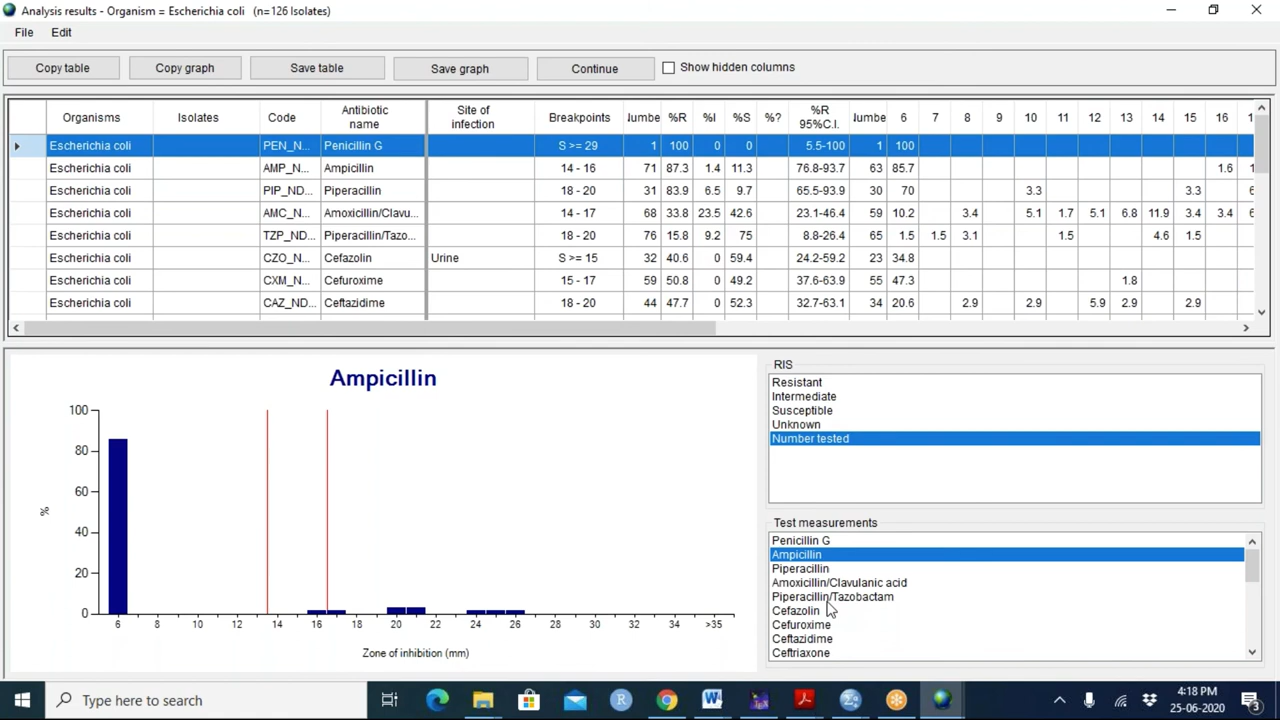 Analysis results - Organism = Escherichia coli (n=126 Isolates)
File Edit
Copy table Copy graph Save table Save graph Continue Show hidden columns
Organisms Isolates Code Antibiotic name Site of infection Breakpoints Numbe %R %I %S %? %R 95%C.I. Numbe 6 7 8 9 10 11 12 13 14 15 16 1
Escherichia coli PEN_N... Penicillin G S >= 29 1 100 0 0 5.5-100 1 100
Escherichia coli AMP_N... Ampicillin 14 - 16 71 87.3 1.4 11.3 76.8-93.7 63 85.7 1.6 1
Escherichia coli PIP_ND... Piperacillin 18 - 20 31 83.9 6.5 9.7 65.5-93.9 30 70 3.3 3.3 6
Escherichia coli AMC_N... Amoxicillin/Clavu... 14 - 17 68 33.8 23.5 42.6 23.1-46.4 59 10.2 3.4 5.1 1.7 5.1 6.8 11.9 3.4 3.4 6
Escherichia coli TZP_ND... Piperacillin/Tazo... 18 - 20 76 15.8 9.2 75 8.8-26.4 65 1.5 1.5 3.1 1.5 4.6 1.5
Escherichia coli CZO_N... Cefazolin Urine S >= 15 32 40.6 0 59.4 24.2-59.2 23 34.8
Escherichia coli CXM_N... Cefuroxime 15 - 17 59 50.8 0 49.2 37.6-63.9 55 47.3 1.8
Escherichia coli CAZ_ND... Ceftazidime 18 - 20 44 47.7 0 52.3 32.7-63.1 34 20.6 2.9 2.9 5.9 2.9 2.9
Ampicillin
100
80
60
40
20
0
%
6 8 10 12 14 16 18 20 22 24 26 28 30 32 34 >35
Zone of inhibition (mm)
RIS
Resistant
Intermediate
Susceptible
Unknown
Number tested
Test measurements
Penicillin G
Ampicillin
Piperacillin
Amoxicillin/Clavulanic acid
Piperacillin/Tazobactam
Cefazolin
Cefuroxime
Ceftazidime
Ceftriaxone
Type here to search
4:18 PM
25-06-2020
3